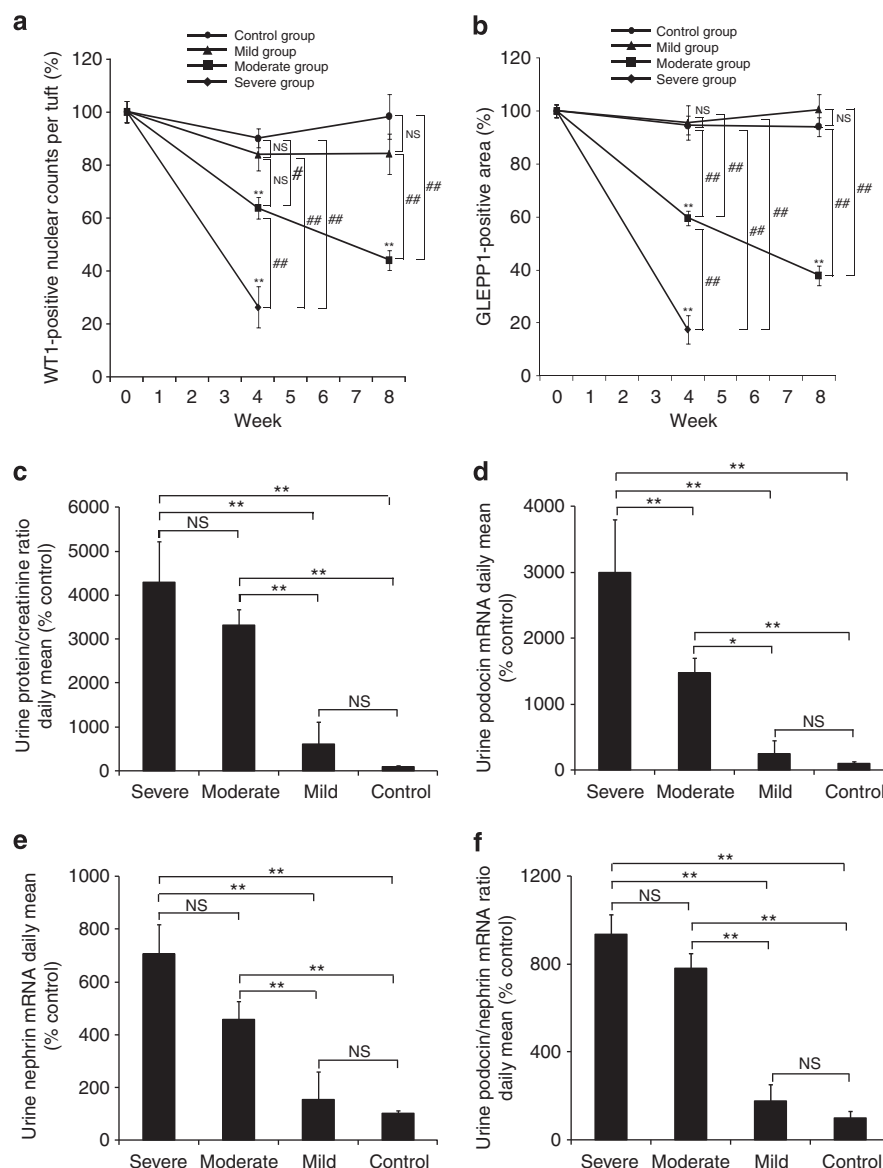 a
Control group
Mild group
Moderate group
Severe group
WT1-positive nuclear counts per tuft (%)
120
100
80
60
40
20
0
NS
NS
#
NS
**
##
##
##
##
##
**
**
0 1 2 3 4 5 6 7 8
Week
b
Control group
Mild group
Moderate group
Severe group
GLEPP1-positive area (%)
120
100
80
60
40
20
0
NS
NS
##
##
##
##
##
##
**
##
**
**
0 1 2 3 4 5 6 7 8
Week
c
Urine protein/creatinine ratio
daily mean (% control)
6000
5000
4000
3000
2000
1000
0
**
**
NS
**
**
NS
Severe Moderate Mild Control
d
Urine podocin mRNA daily mean
(% control)
4000
3000
2000
1000
0
**
**
**
**
*
NS
Severe Moderate Mild Control
e
Urine nephrin mRNA daily mean
(% control)
1000
800
600
400
200
0
**
**
NS
**
**
NS
Severe Moderate Mild Control
f
Urine podocin/nephrin mRNA ratio
daily mean (% control)
1200
800
400
0
**
**
NS
**
**
NS
Severe Moderate Mild Control